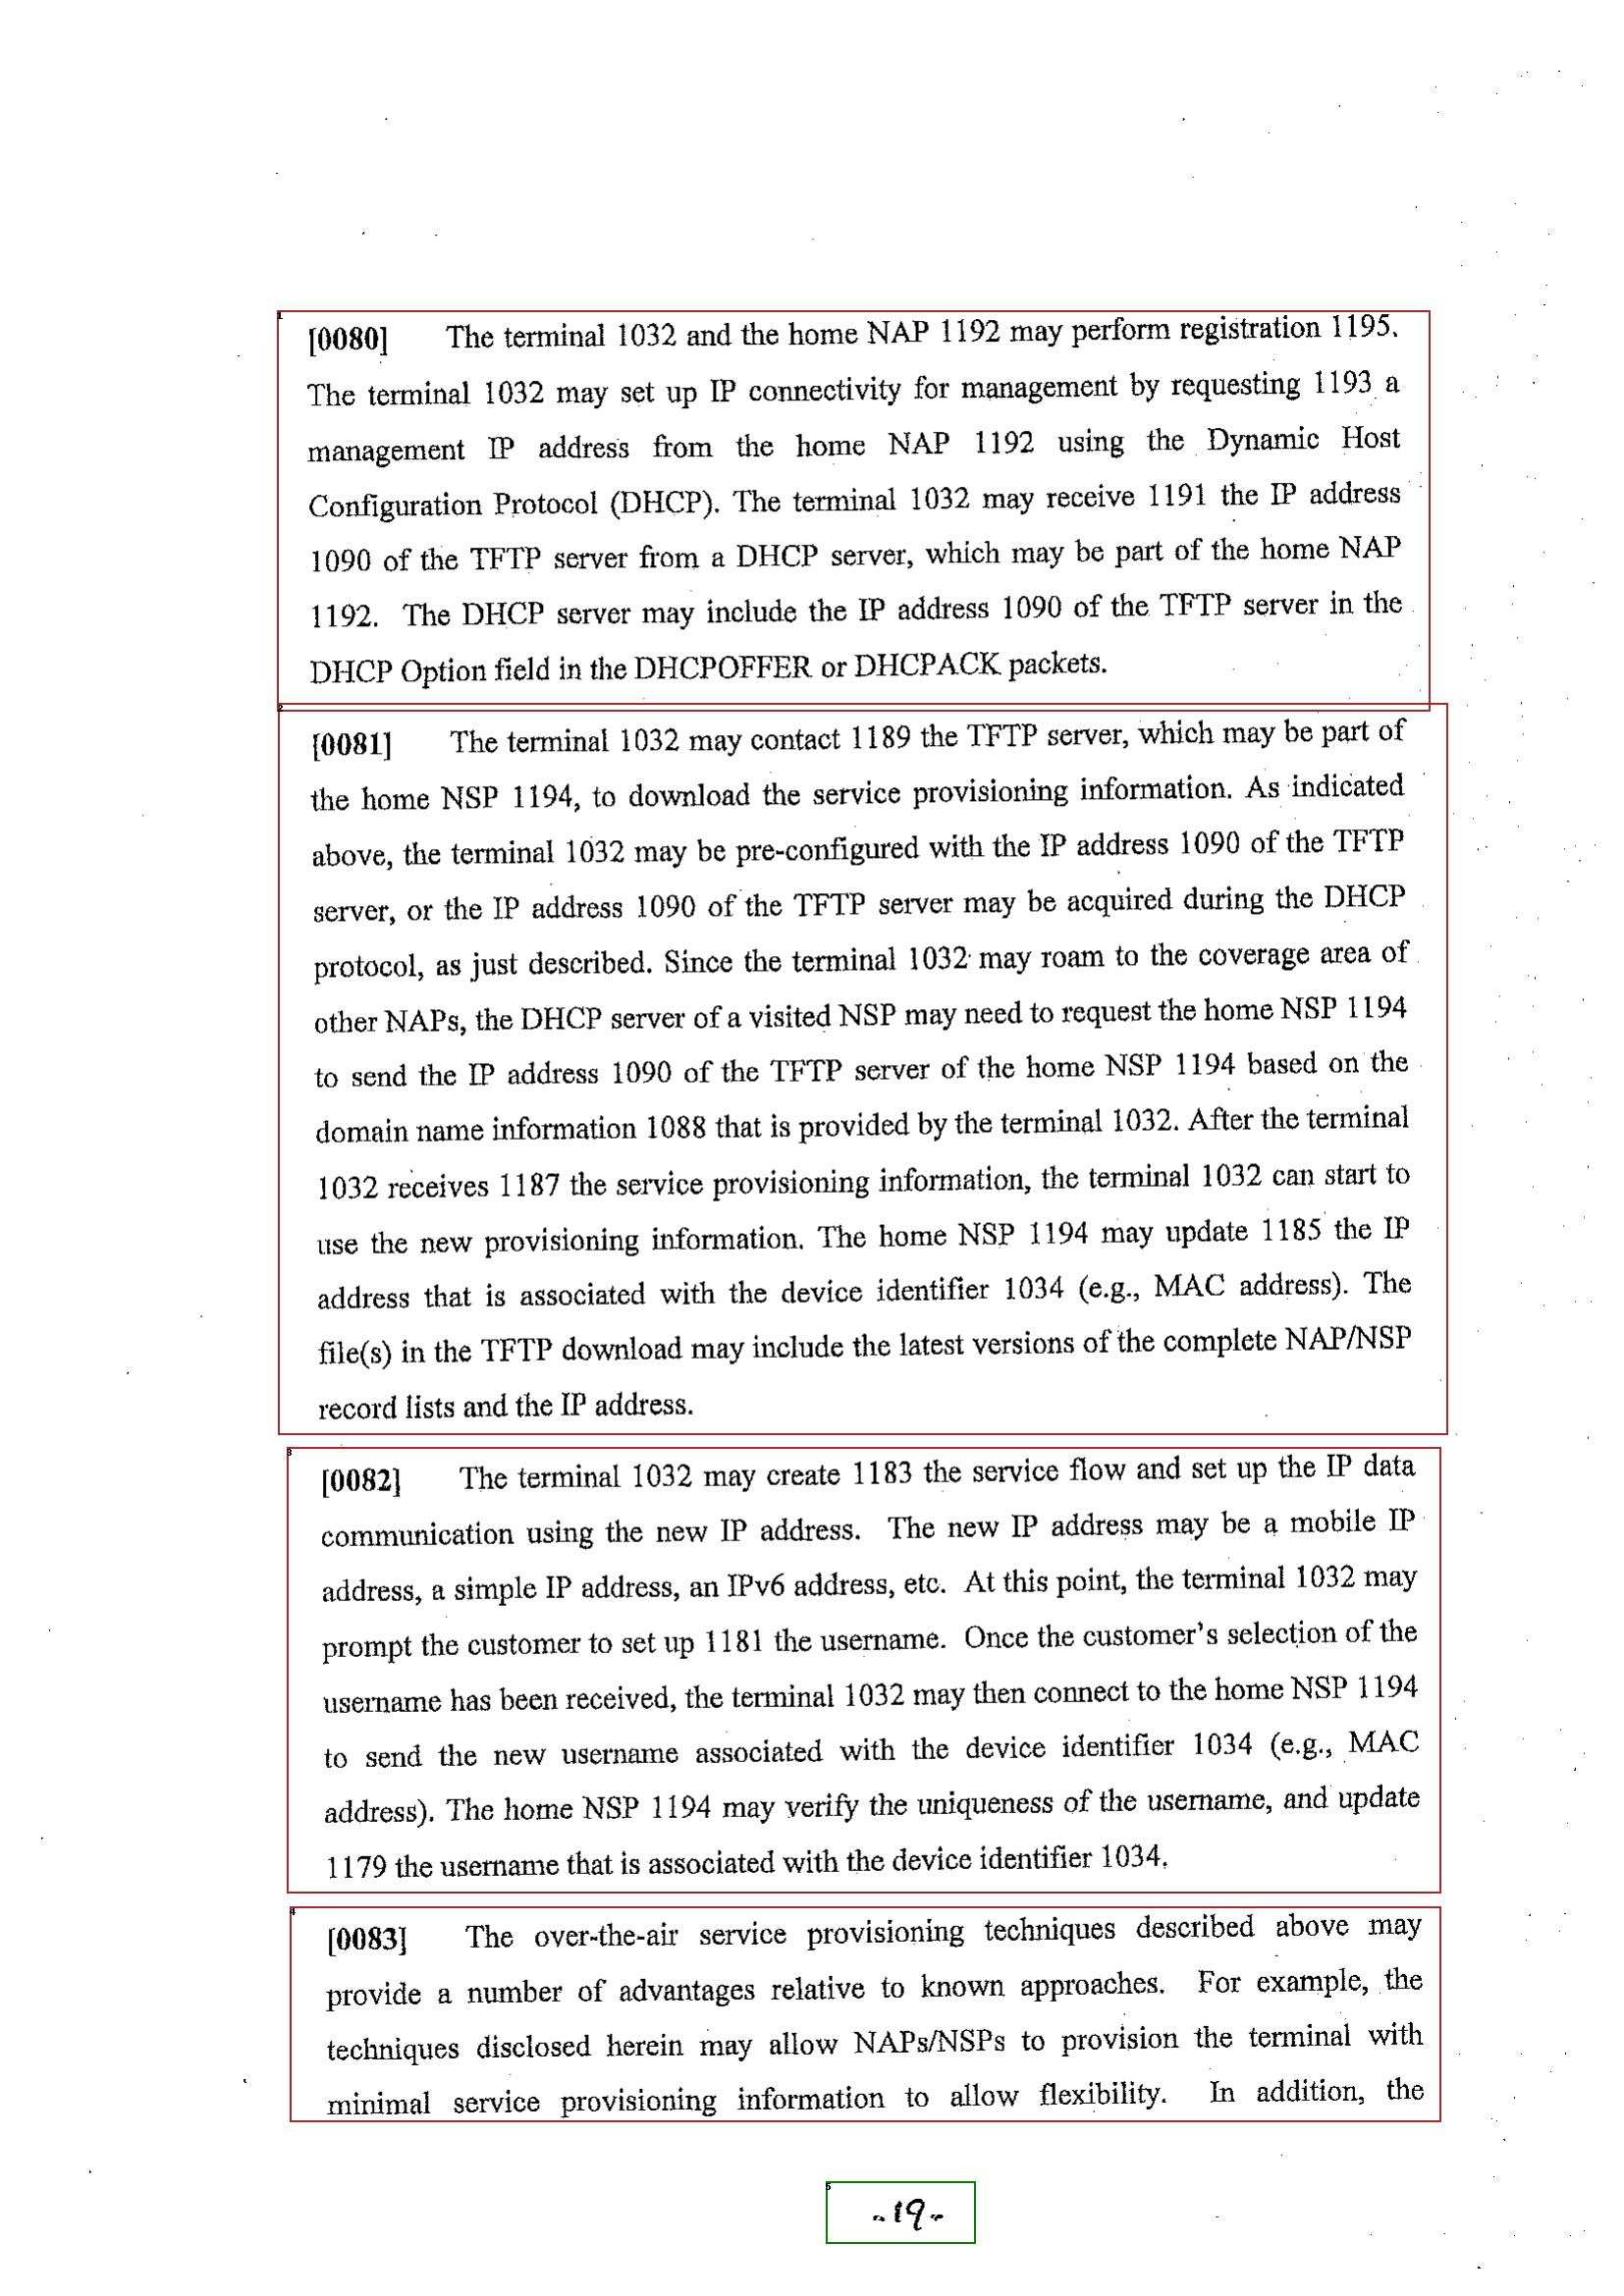 [0080] The terminal 1032 and the home NAP 1192 may perform registration 1195.
The terminal 1032 may set up IP connectivity for management by requesting 1193 a
management IP address from the home NAP 1192 using the Dynamic Host
Configuration Protocol (DHCP). The terminal 1032 may receive 1191 the IP address
1090 of the TFTP server from a DHCP server, which may be part of the home NAP
1192. The DHCP server may include the IP address 1090 of the TFTP server in the
DHCP Option field in the DHCPOFFER or DHCPACK packets.
[0081] The terminal 1032 may contact 1189 the TFTP server, which may be part of
the home NSP 1194, to download the service provisioning information. As indicated
above, the terminal 1032 may be pre-configured with the IP address 1090 of the TFTP
server, or the IP address 1090 of the TFTP server may be acquired during the DHCP
protocol, as just described. Since the terminal 1032 may roam to the coverage area of
other NAPs, the DHCP server of a visited NSP may need to request the home NSP 1194
to send the IP address 1090 of the TFTP server of the home NSP 1194 based on the
domain name information 1088 that is provided by the terminal 1032. After the terminal
1032 receives 1187 the service provisioning information, the terminal 1032 can start to
use the new provisioning information. The home NSP 1194 may update 1185 the IP
address that is associated with the device identifier 1034 (e.g., MAC address). The
file(s) in the TFTP download may include the latest versions of the complete NAP/NSP
record lists and the IP address.
[0082] The terminal 1032 may create 1183 the service flow and set up the IP data
communication using the new IP address. The new IP address may be a mobile IP
address, a simple IP address, an IPv6 address, etc. At this point, the terminal 1032 may
prompt the customer to set up 1181 the username. Once the customer's selection of the
username has been received, the terminal 1032 may then connect to the home NSP 1194
to send the new username associated with the device identifier 1034 (e.g., MAC
address). The home NSP 1194 may verify the uniqueness of the username, and update
1179 the username that is associated with the device identifier 1034.
[0083] The over-the-air service provisioning techniques described above may
provide a number of advantages relative to known approaches. For example, the
techniques disclosed herein may allow NAPs/NSPs to provision the terminal with
minimal service provisioning information to allow flexibility. In addition, the
-19-